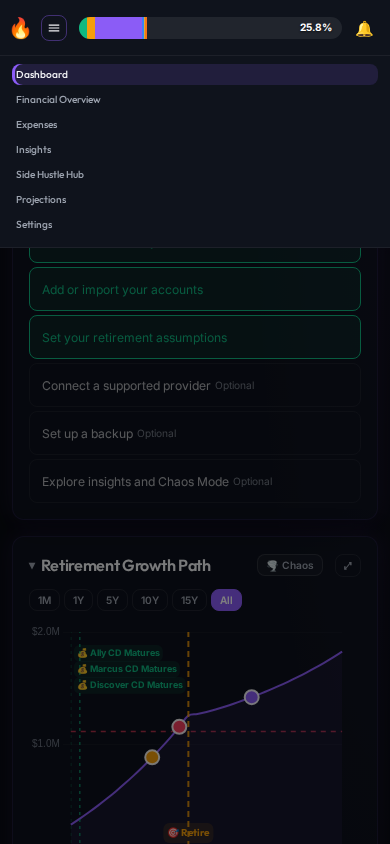 25.8%
Dashboard
Financial Overview
Expenses
Insights
Side Hustle Hub
Projections
Settings
Add or import your accounts
Set your retirement assumptions
Connect a supported provider Optional
Set up a backup Optional
Explore insights and Chaos Mode Optional
Retirement Growth Path
Chaos
1M
1Y
5Y
10Y
15Y
All
$2.0M
Ally CD Matures
Marcus CD Matures
Discover CD Matures
$1.0M
Retire